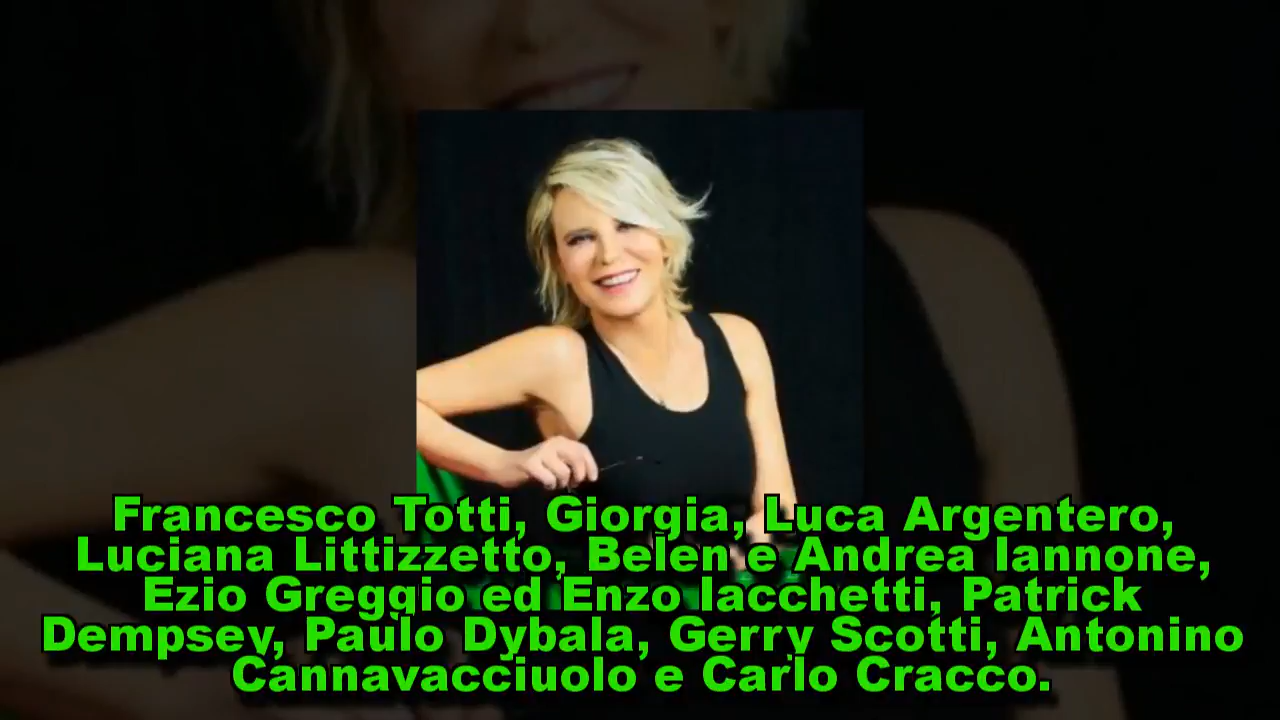 Francesco Totti, Giorgia, Luca Argentero,
Luciana Littizzetto, Belén e Andrea Iannone,
Ezio Greggio ed Enzo Iacchetti, Patrick
Dempsey, Paulo Dybala, Gerry Scotti, Antonino
Cannavacciuolo e Carlo Cracco.